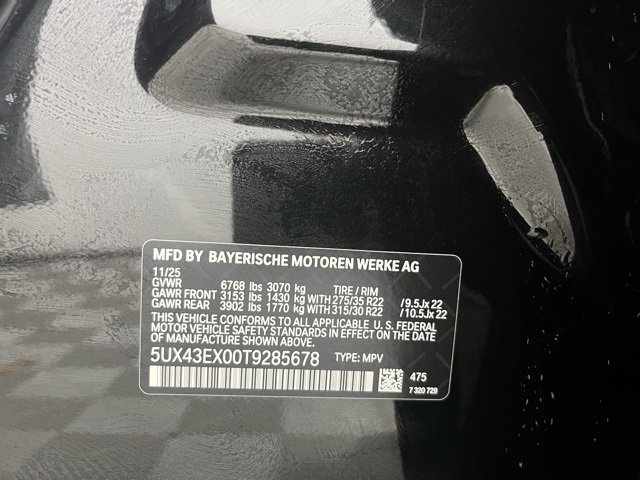 MFD BY BAYERISCHE MOTOREN WERKE AG
11/25
GVWR 6768 lbs 3070 kg TIRE / RIM
GAWR FRONT 3153 lbs 1430 kg WITH 275/35 R22 /9.5Jx 22
GAWR REAR 3902 lbs 1770 kg WITH 315/30 R22 /10.5Jx 22
THIS VEHICLE CONFORMS TO ALL APPLICABLE U.S. FEDERAL
MOTOR VEHICLE SAFETY STANDARDS IN EFFECT ON THE DATE
OF MANUFACTURE SHOWN ABOVE.
5UX43EX00T9285678 TYPE: MPV
475
7 320 729